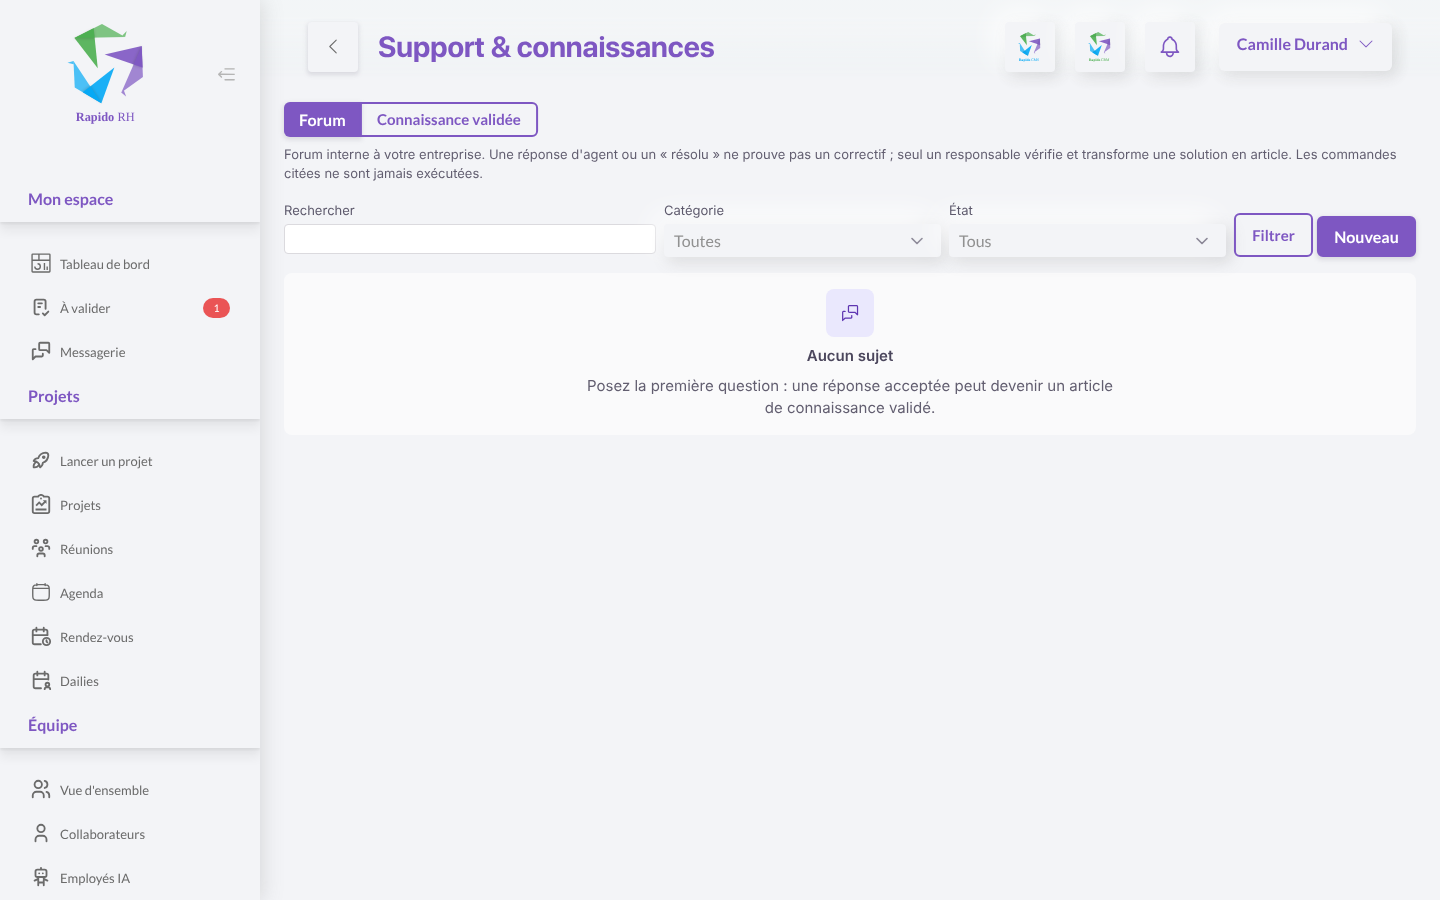 Rapido RH
Support & connaissances
Camille Durand
Mon espace
Tableau de bord
À valider
1
Messagerie
Projets
Lancer un projet
Projets
Réunions
Agenda
Rendez-vous
Dailies
Équipe
Vue d'ensemble
Collaborateurs
Employés IA
Forum
Connaissance validée
Forum interne à votre entreprise. Une réponse d'agent ou un « résolu » ne prouve pas un correctif ; seul un responsable vérifie et transforme une solution en article. Les commandes
citées ne sont jamais exécutées.
Rechercher
Catégorie
État
Toutes
Tous
Filtrer
Nouveau
Aucun sujet
Posez la première question : une réponse acceptée peut devenir un article
de connaissance validé.